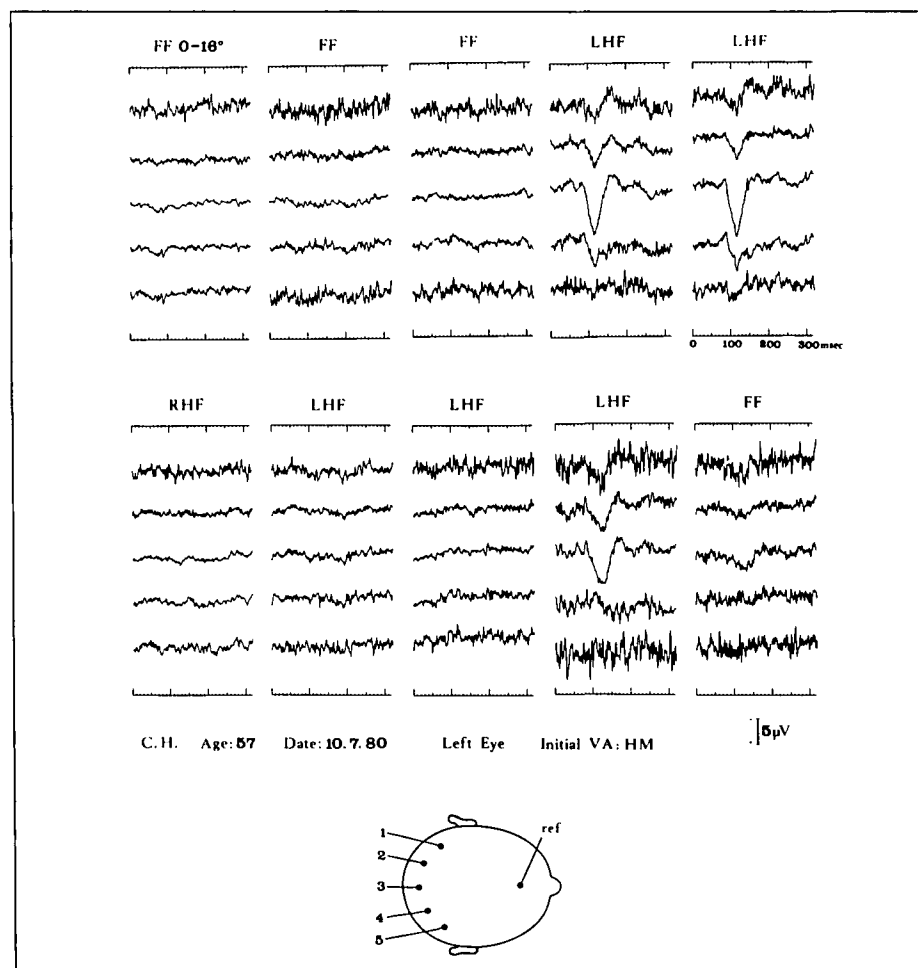 FF 0-16° FF FF LHF LHF
0 100 200 300 msec
RHF LHF LHF LHF FF
5µV
C.H. Age: 57 Date: 10.7.80 Left Eye Initial VA: HM
ref
1
2
3
4
5